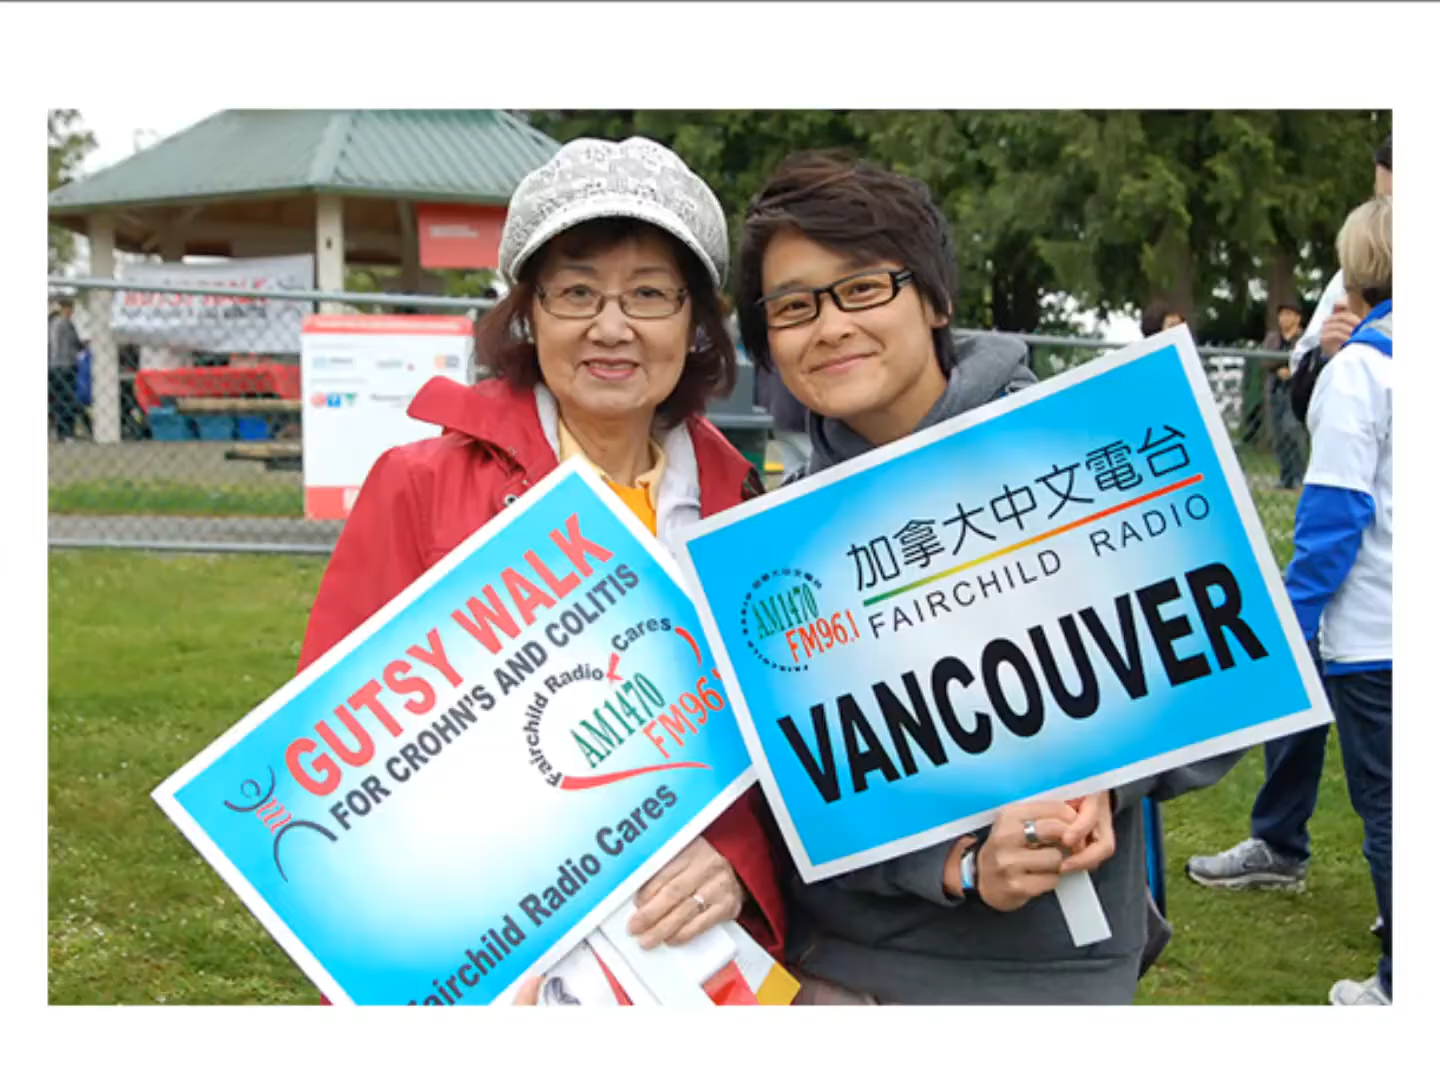 GUTSY WALK
FOR CROHN'S AND COLITIS
Fairchild Radio Cares
AM1470
FM96.1
Fairchild Radio Cares
加拿大中文電台
FAIRCHILD RADIO
AM1470
FM96.1
VANCOUVER